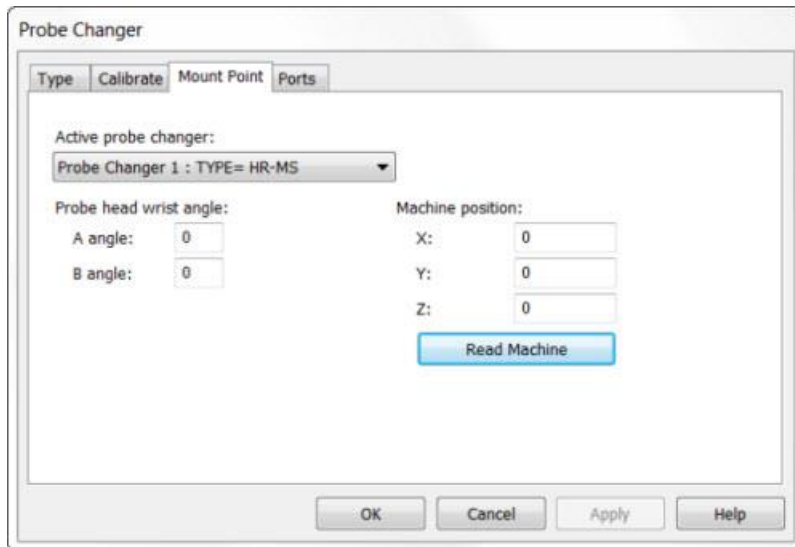 Probe Changer
Type Calibrate Mount Point Ports
Active probe changer:
Probe Changer 1 : TYPE= HR-MS
Probe head wrist angle: Machine position:
A angle: 0 X: 0
B angle: 0 Y: 0
Z: 0
Read Machine
OK Cancel Apply Help